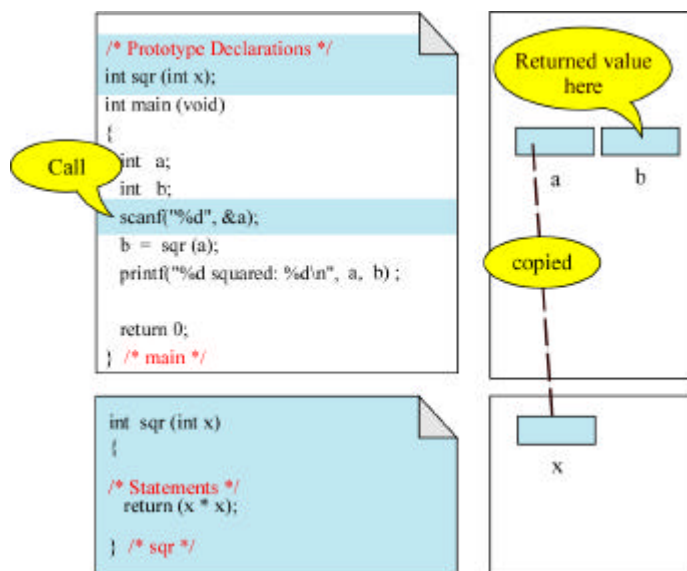 /* Prototype Declarations */
int sqr (int x);
int main (void)
{
int a;
int b;
scanf("%d", &a);
b = sqr (a);
printf("%d squared: %d\n", a, b) ;
return 0;
} /* main */
Call
int sqr (int x)
{
/* Statements */
return (x * x);
} /* sqr */
Returned value
here
a
b
copied
x